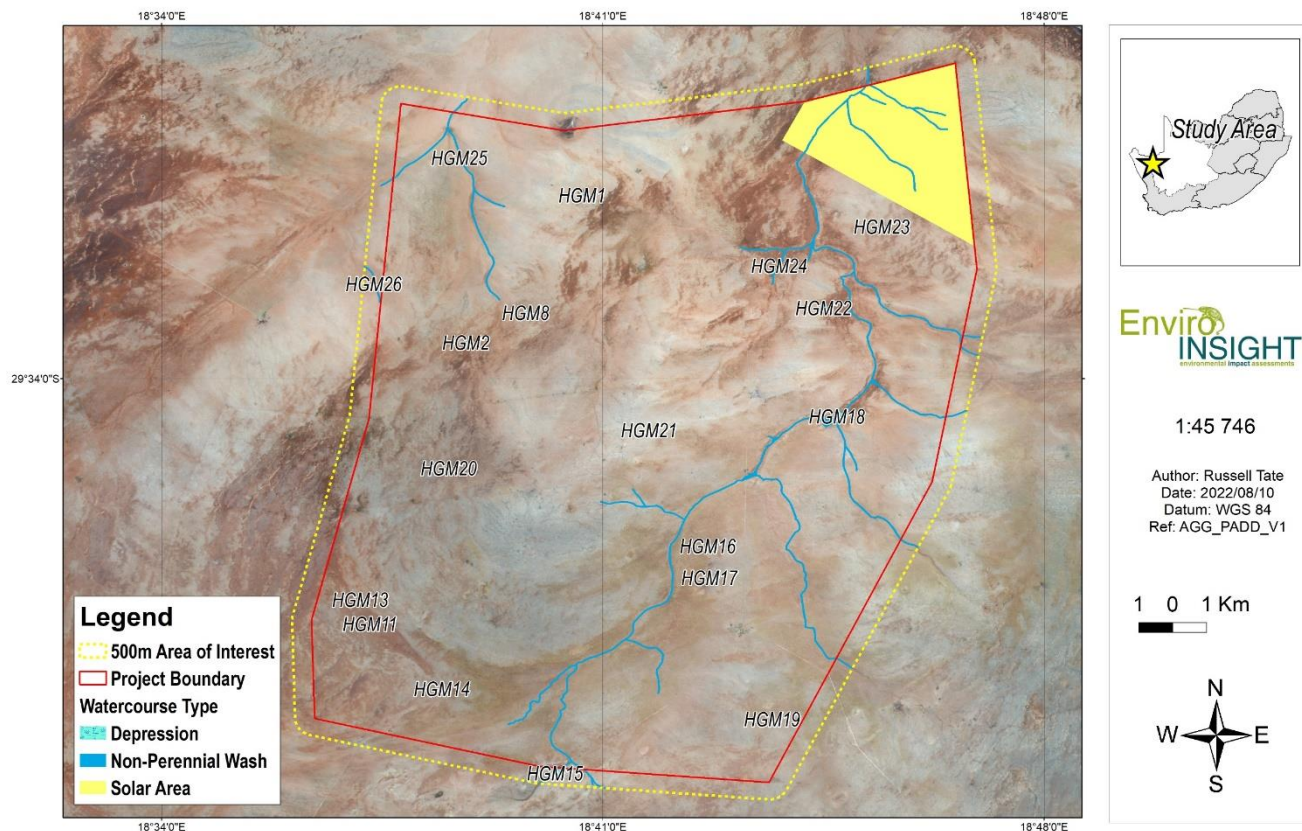 18°34'0"E 18°41'0"E 18°48'0"E
29°34'0"S
HGM25
HGM1
HGM23
HGM24
HGM26
HGM22
HGM8
HGM2
HGM18
HGM21
HGM20
HGM16
HGM17
HGM13
HGM11
HGM14
HGM19
HGM15
Legend
500m Area of Interest
Project Boundary
Watercourse Type
Depression
Non-Perennial Wash
Solar Area
18°34'0"E 18°41'0"E 18°48'0"E
Study Area
Enviro
INSIGHT
environmental impact assessments
1:45 746
Author: Russell Tate
Date: 2022/08/10
Datum: WGS 84
Ref: AGG_PADD_V1
1 0 1 Km
N
W E
S